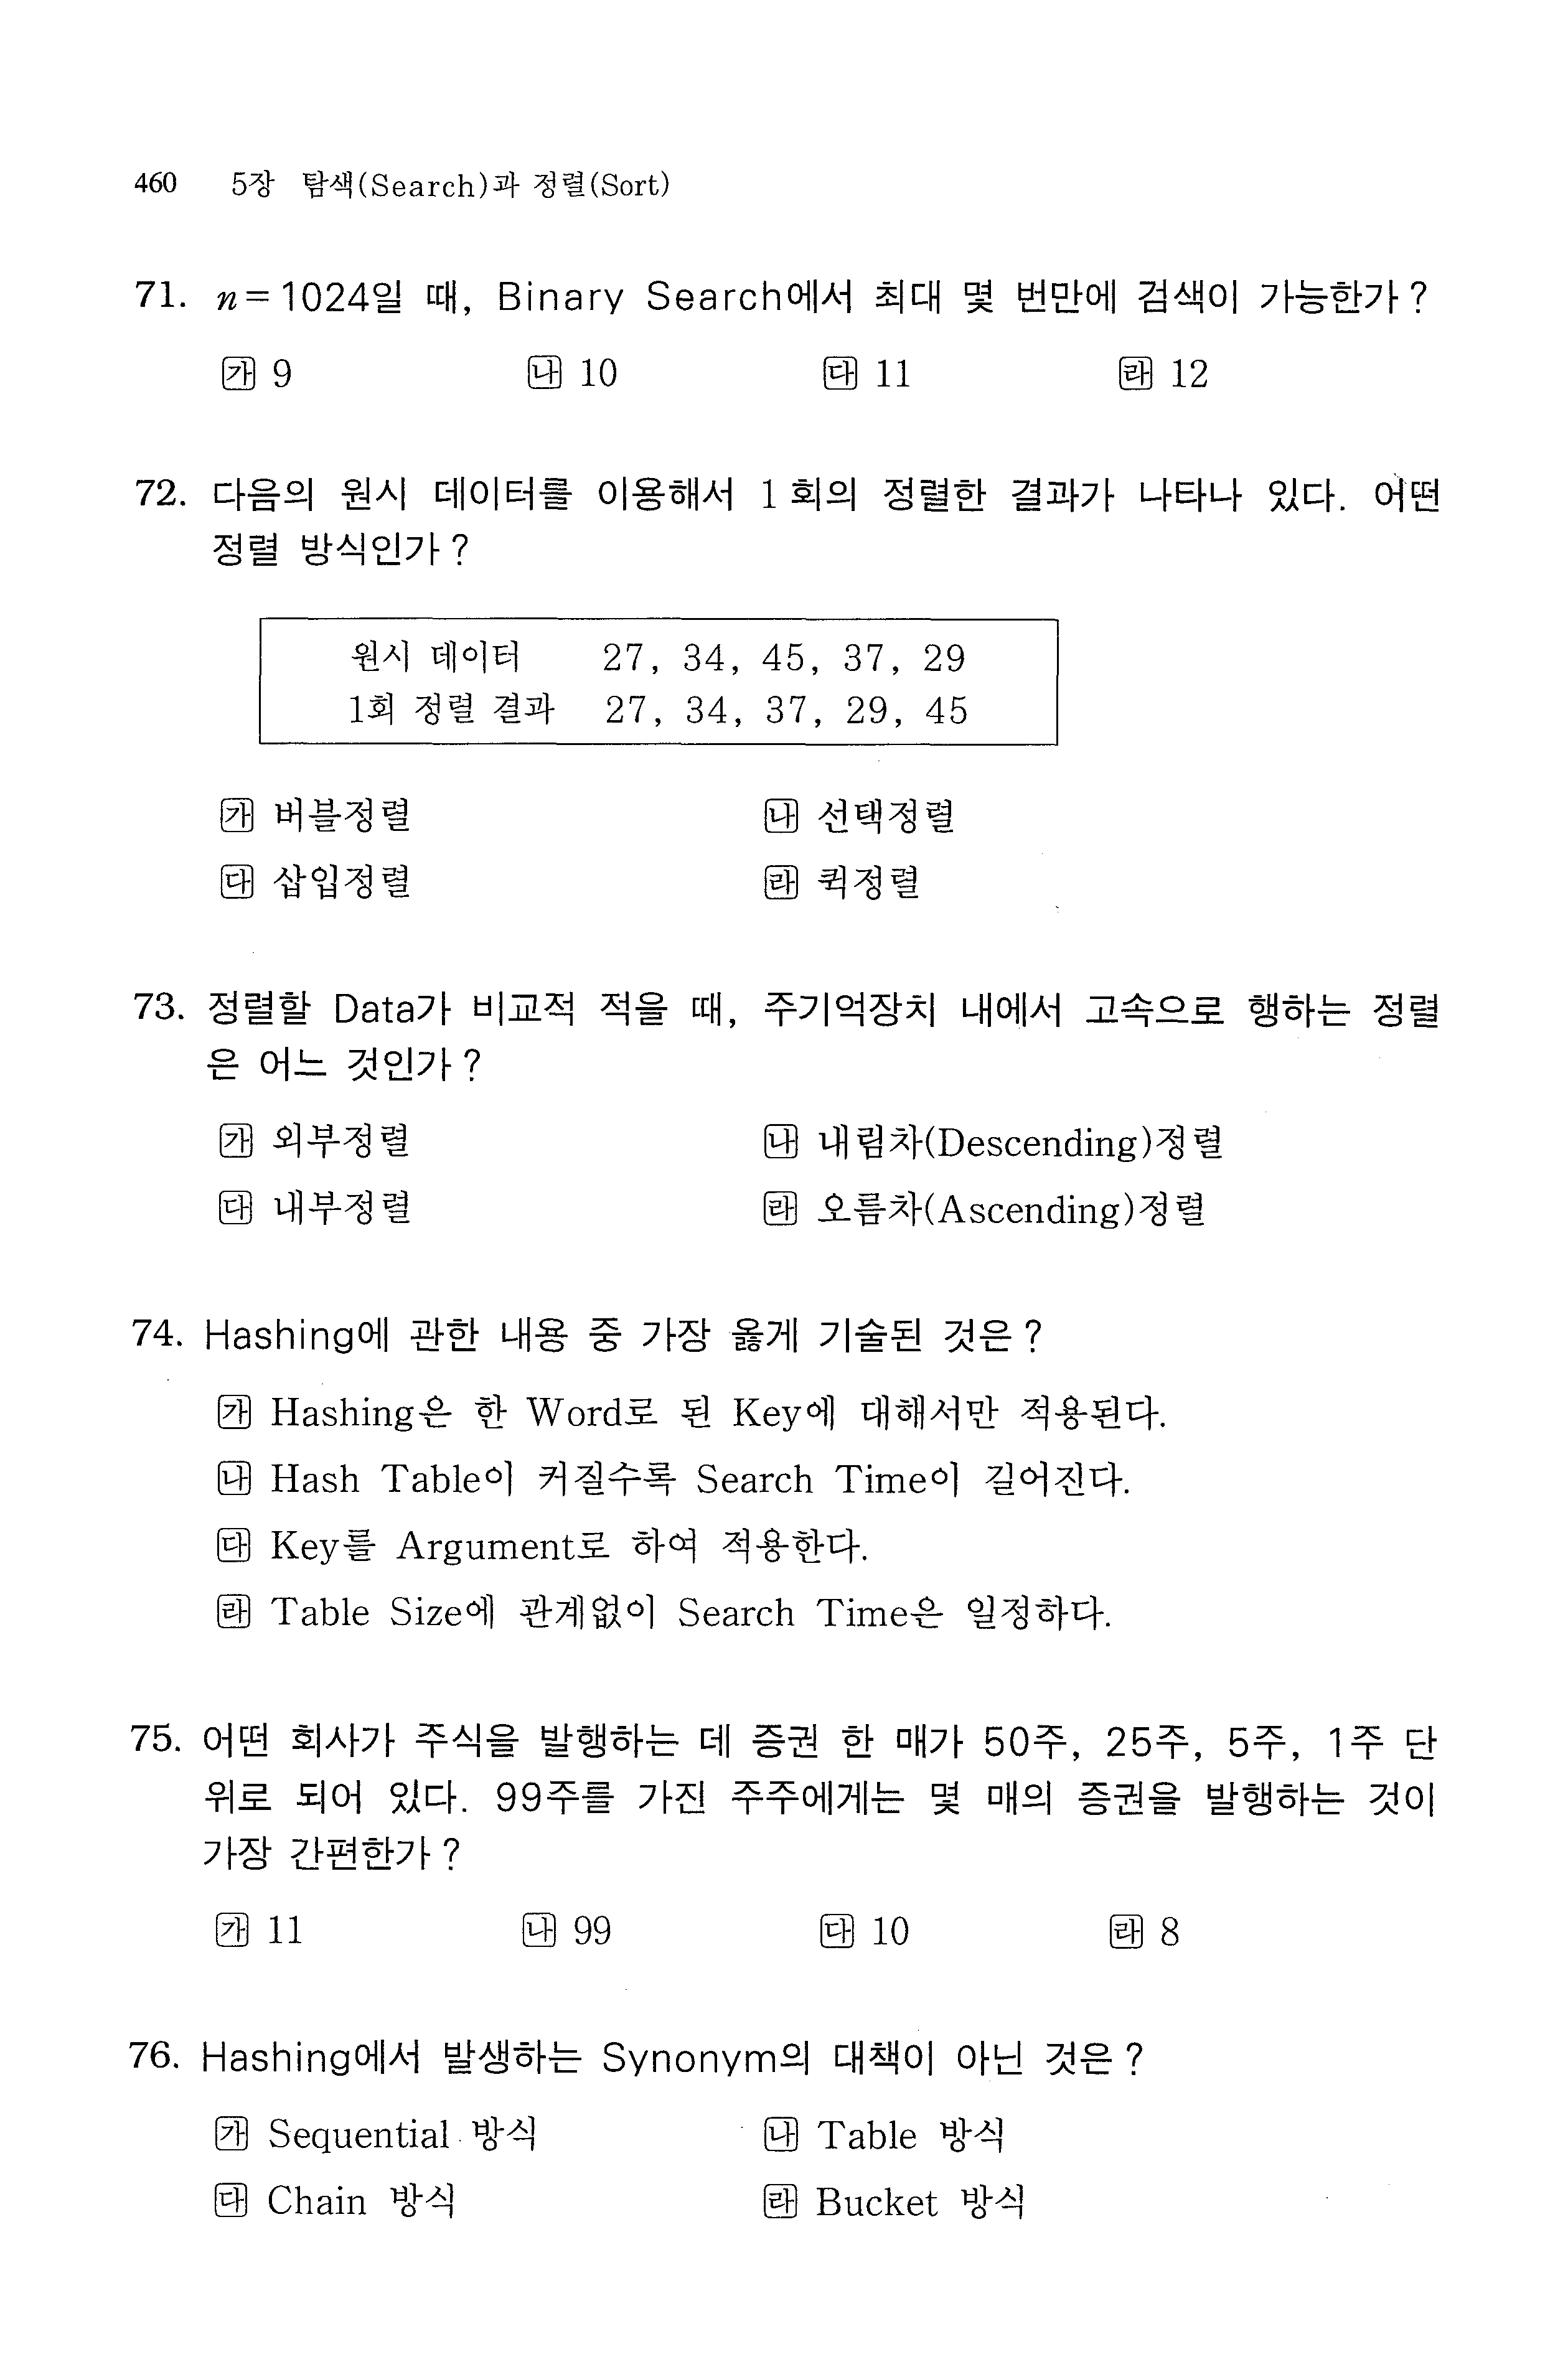 460 5장 탐색(Search)과 정렬(Sort)
71. n=1024일 때, Binary Search에서 최대 몇 번만에 검색이 가능한가?
㉮ 9 ㉯ 10 ㉰ 11 ㉱ 12
72. 다음의 원시 데이터를 이용해서 1회의 정렬한 결과가 나타나 있다. 어떤
정렬 방식인가?
원시 데이터 27, 34, 45, 37, 29
1회 정렬 결과 27, 34, 37, 29, 45
㉮ 버블정렬 ㉯ 선택정렬
㉰ 삽입정렬 ㉱ 퀵정렬
73. 정렬할 Data가 비교적 적을 때, 주기억장치 내에서 고속으로 행하는 정렬
은 어느 것인가?
㉮ 외부정렬 ㉯ 내림차(Descending)정렬
㉰ 내부정렬 ㉱ 오름차(Ascending)정렬
74. Hashing에 관한 내용 중 가장 옳게 기술된 것은?
㉮ Hashing은 한 Word로 된 Key에 대해서만 적용된다.
㉯ Hash Table이 커질수록 Search Time이 길어진다.
㉰ Key를 Argument로 하여 적용한다.
㉱ Table Size에 관계없이 Search Time은 일정하다.
75. 어떤 회사가 주식을 발행하는 데 증권 한 매가 50주, 25주, 5주, 1주 단
위로 되어 있다. 99주를 가진 주주에게는 몇 매의 증권을 발행하는 것이
가장 간편한가?
㉮ 11 ㉯ 99 ㉰ 10 ㉱ 8
76. Hashing에서 발생하는 Synonym의 대책이 아닌 것은?
㉮ Sequential 방식 ㉯ Table 방식
㉰ Chain 방식 ㉱ Bucket 방식